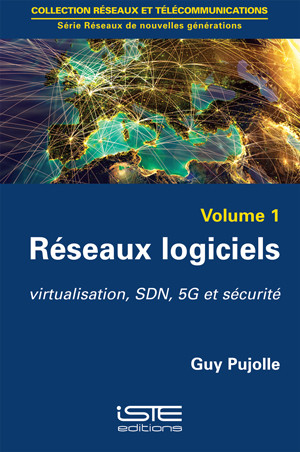 COLLECTION RÉSEAUX ET TÉLÉCOMMUNICATIONS
Série Réseaux de nouvelles générations
Volume 1
Réseaux logiciels
virtualisation, SDN, 5G et sécurité
Guy Pujolle
iSTE
editions